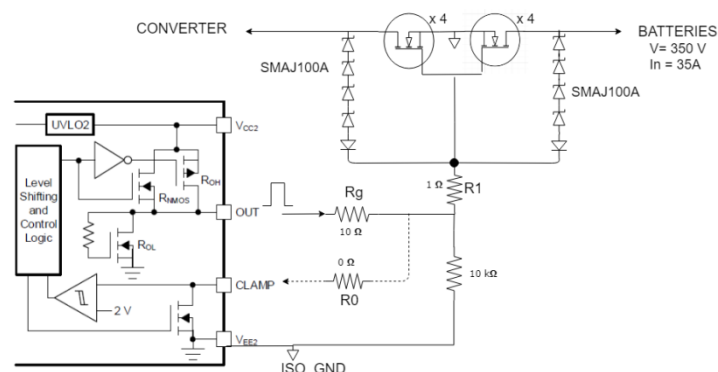 CONVERTER
x 4
x 4
BATTERIES
V= 350 V
In = 35A
SMAJ100A
SMAJ100A
UVLO2
VCC2
Level
Shifting
and
Control
Logic
ROH
RNMOS
OUT
ROL
Rg
10 Ω
1 Ω
R1
0 Ω
R0
10 kΩ
CLAMP
2 V
VEE2
ISO_GND